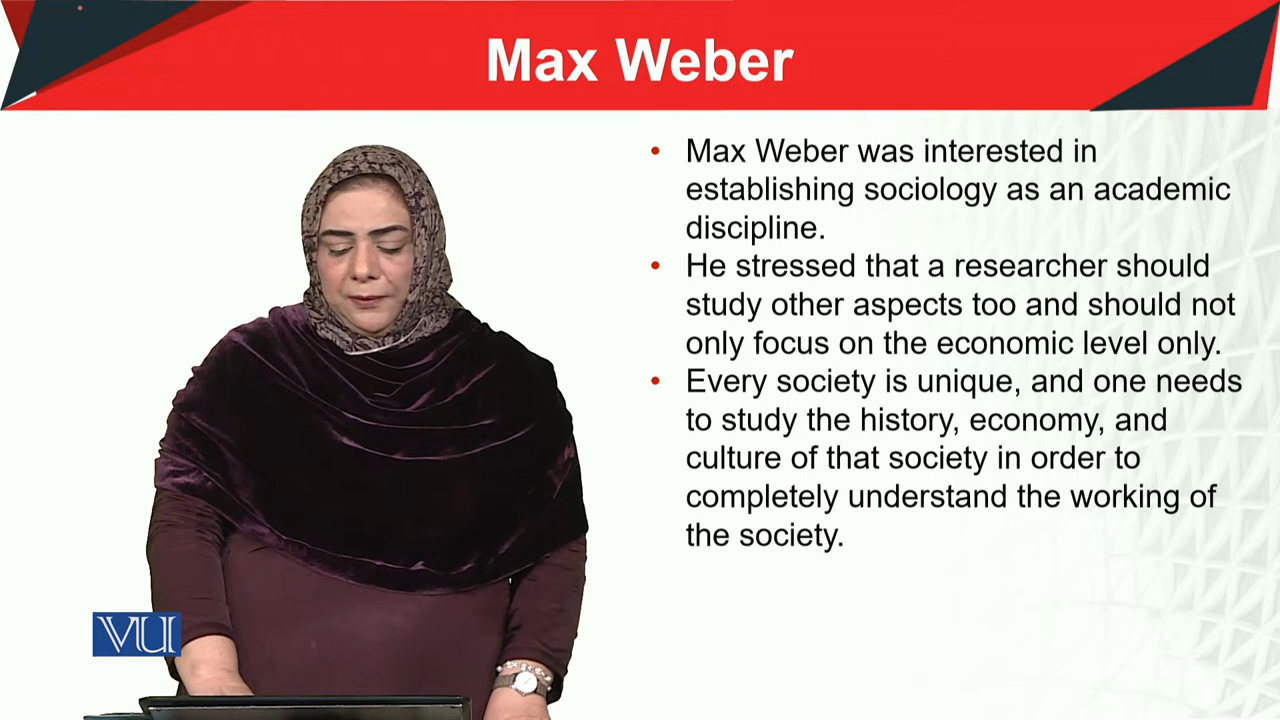 Max Weber
• Max Weber was interested in
establishing sociology as an academic
discipline.
• He stressed that a researcher should
study other aspects too and should not
only focus on the economic level only.
• Every society is unique, and one needs
to study the history, economy, and
culture of that society in order to
completely understand the working of
the society.
VU